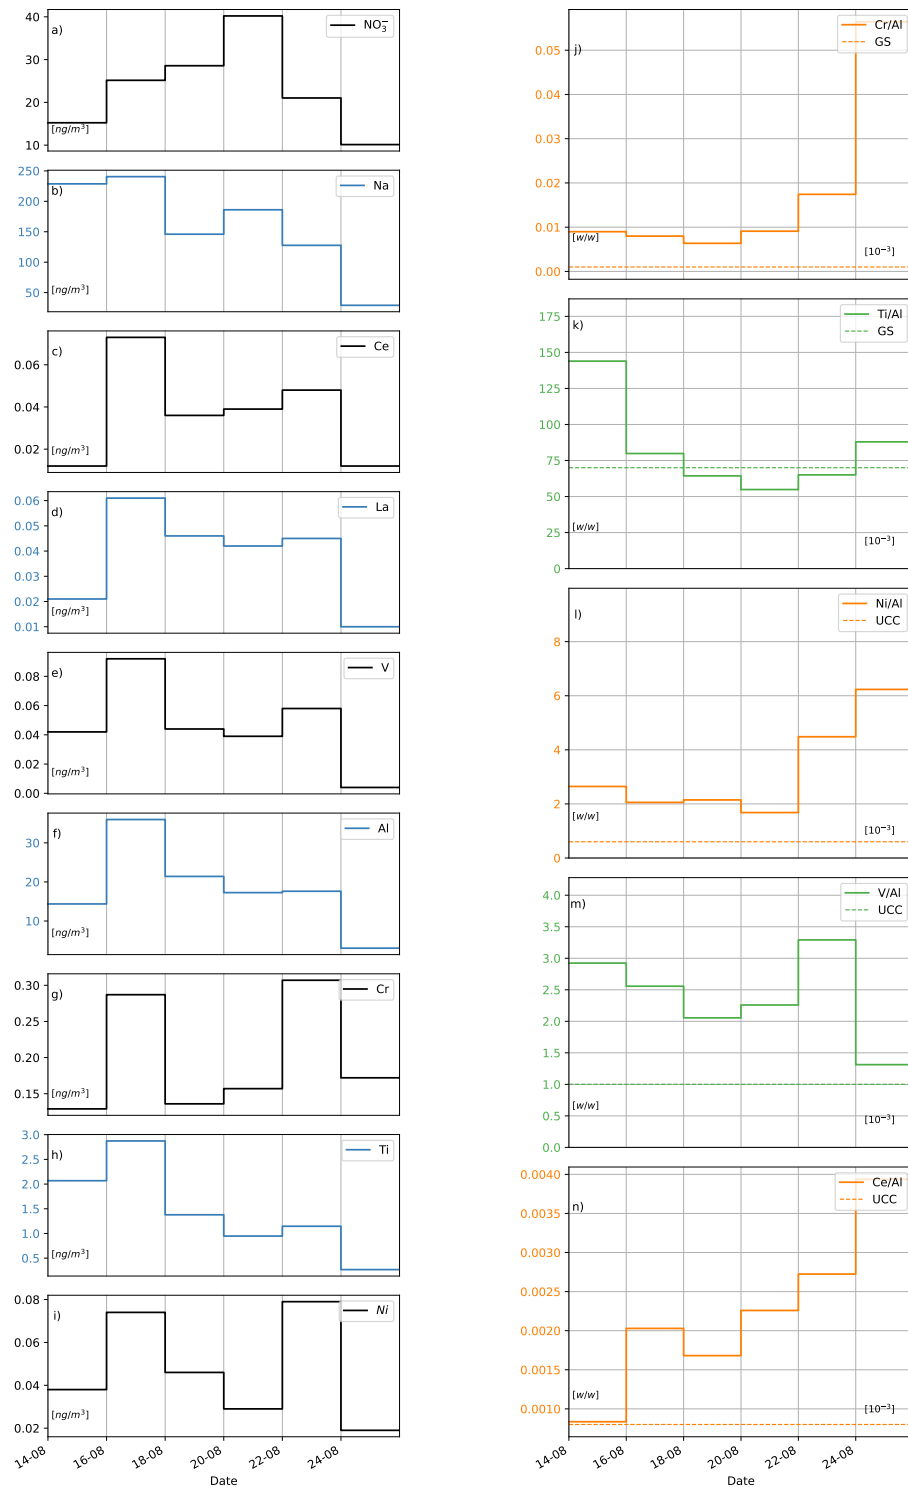 a)
NO₃⁻
40
30
20
10
[ng/m³]
b)
Na
250
200
150
100
50
[ng/m³]
c)
Ce
0.06
0.04
0.02
[ng/m³]
d)
La
0.06
0.05
0.04
0.03
0.02
0.01
[ng/m³]
e)
V
0.08
0.06
0.04
0.02
0.00
[ng/m³]
f)
Al
30
20
10
[ng/m³]
g)
Cr
0.30
0.25
0.20
0.15
[ng/m³]
h)
Ti
3.0
2.5
2.0
1.5
1.0
0.5
[ng/m³]
i)
Ni
0.08
0.06
0.04
0.02
[ng/m³]
14-08 16-08 18-08 20-08 22-08 24-08
Date
j)
Cr/Al
GS
0.05
0.04
0.03
0.02
0.01
0.00
[w/w]
[10⁻³]
k)
Ti/Al
GS
175
150
125
100
75
50
25
0
[w/w]
[10⁻³]
l)
Ni/Al
UCC
8
6
4
2
0
[w/w]
[10⁻³]
m)
V/Al
UCC
4.0
3.5
3.0
2.5
2.0
1.5
1.0
0.5
0.0
[w/w]
[10⁻³]
n)
Ce/Al
UCC
0.0040
0.0035
0.0030
0.0025
0.0020
0.0015
0.0010
[w/w]
[10⁻³]
14-08 16-08 18-08 20-08 22-08 24-08
Date